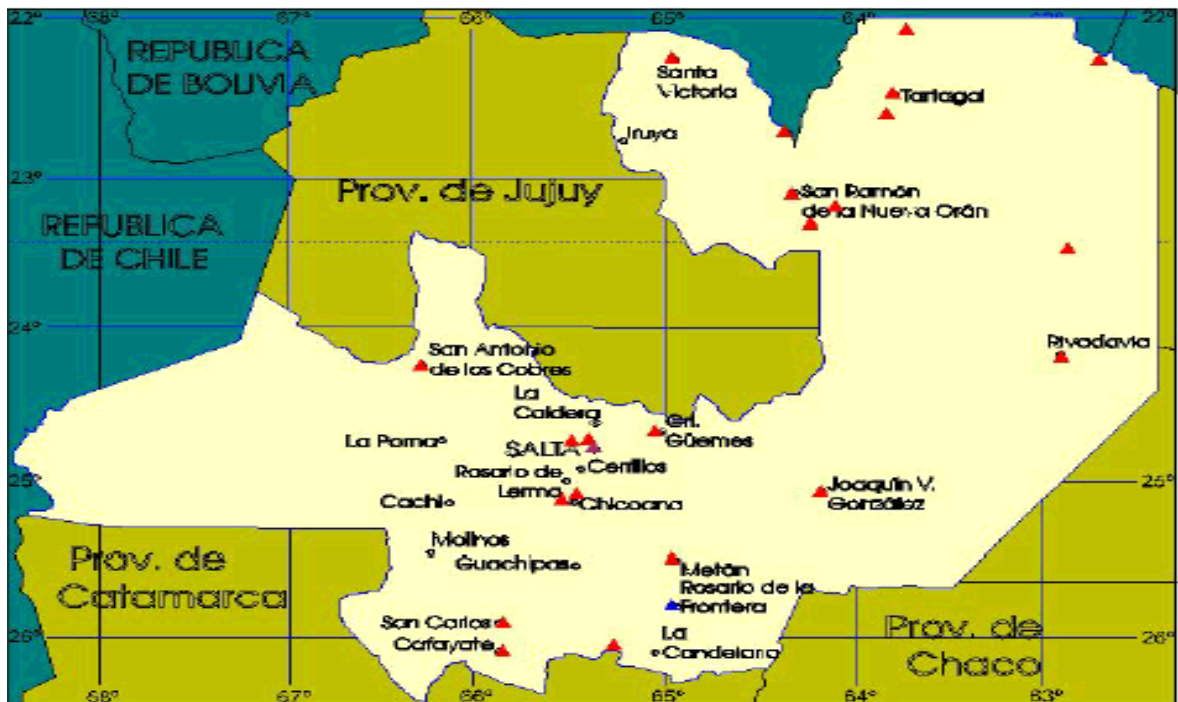 22° 68° 67° 66° 65° 64° 63° 22°
REPUBLICA
DE BOLIVIA
Santa
Victoria
Tartagal
Iruya
23°
Prov. de Jujuy
San Ramón
de la Nueva Orán
REPUBLICA
DE CHILE
24°
24°
Rivadavia
San Antonio
de los Cobres
La
Caldera
Grl.
Güemes
La Poma
SALTA
Cerrillos
Rosario de
Lerma
25°
25°
Joaquín V.
González
Cachi
Chicoana
Molinos
Guachipas
Prov. de
Catamarca
Metán
Rosario de la
Frontera
San Carlos
Cafayate
La
Candelaria
Prov. de
Chaco
26°
26°
68° 67° 66° 65° 64° 63°